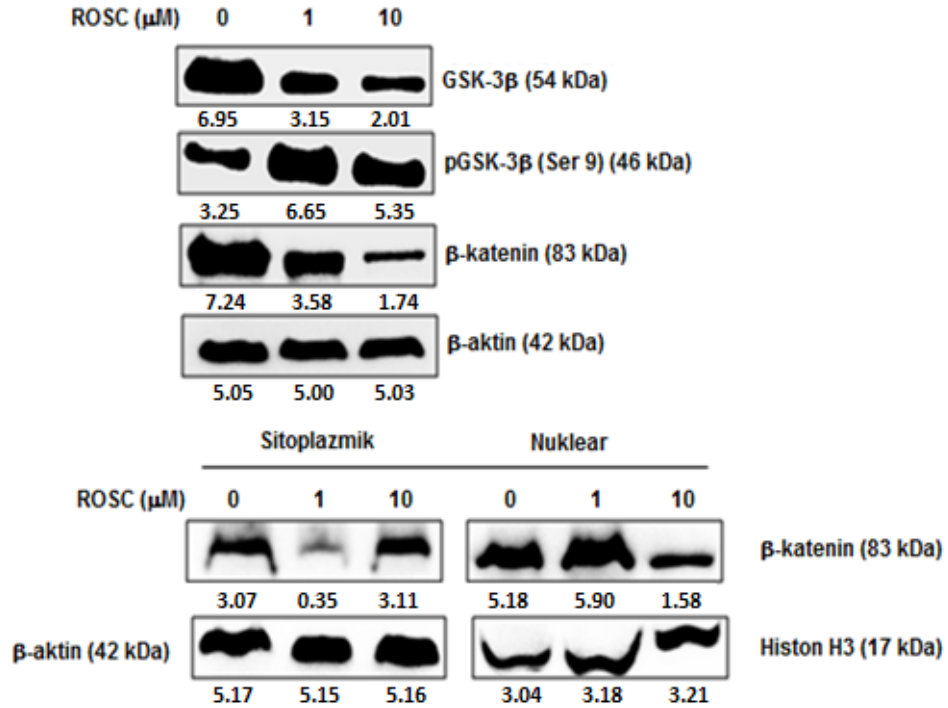 ROSC (μM) 0 1 10
GSK-3β (54 kDa)
6.95 3.15 2.01
pGSK-3β (Ser 9) (46 kDa)
3.25 6.65 5.35
β-katenin (83 kDa)
7.24 3.58 1.74
β-aktin (42 kDa)
5.05 5.00 5.03
Sitoplazmik Nuklear
ROSC (μM) 0 1 10 0 1 10
β-katenin (83 kDa)
3.07 0.35 3.11 5.18 5.90 1.58
β-aktin (42 kDa) Histon H3 (17 kDa)
5.17 5.15 5.16 3.04 3.18 3.21